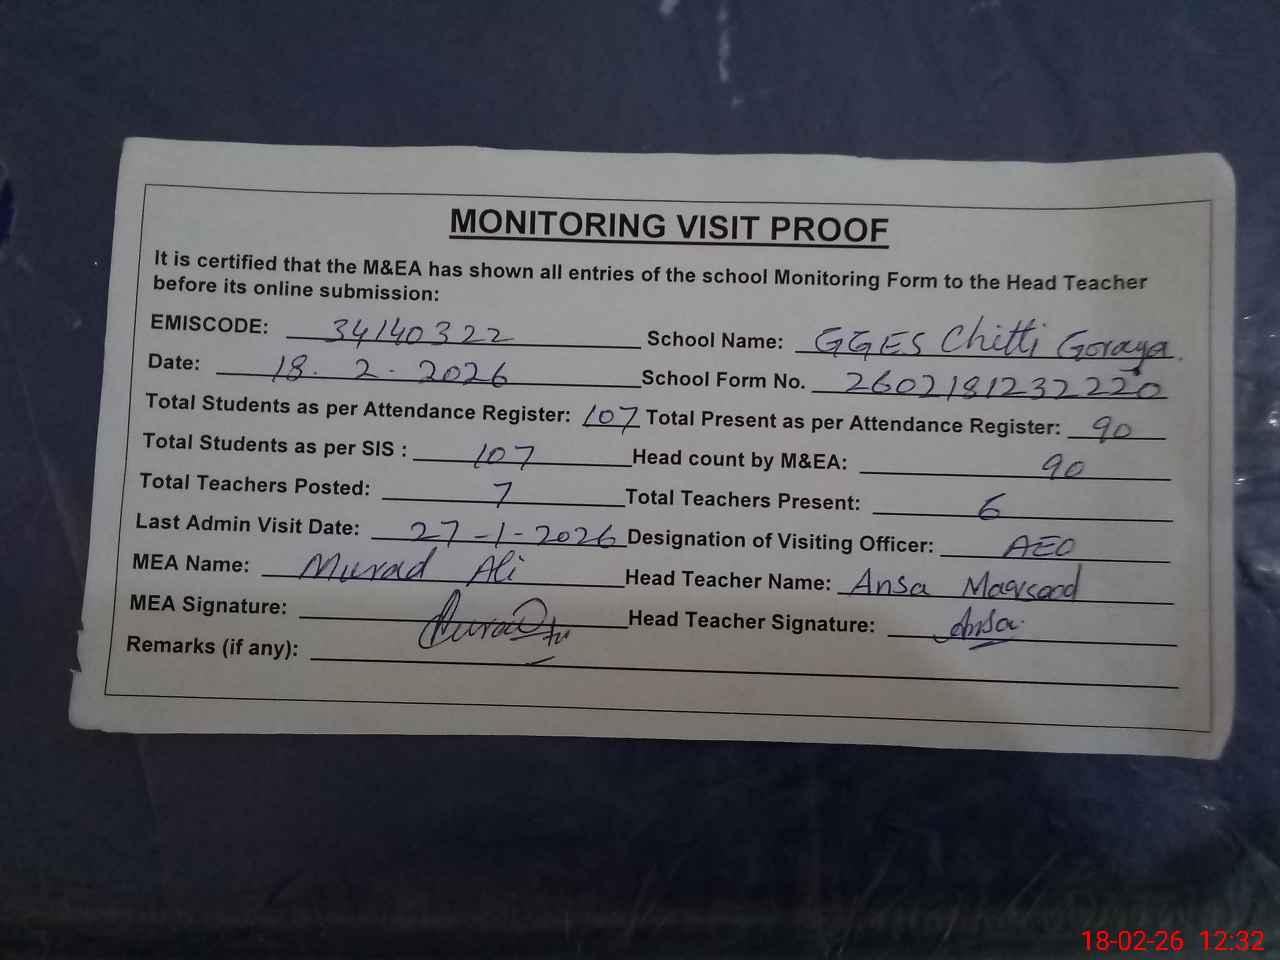 MONITORING VISIT PROOF
It is certified that the M&EA has shown all entries of the school Monitoring Form to the Head Teacher
before its online submission:
EMISCODE: 34140322 School Name: GGES Chitti Goraya.
Date: 18. 2. 2026 School Form No. 2602181232220
Total Students as per Attendance Register: 107 Total Present as per Attendance Register: 90
Total Students as per SIS : 107 Head count by M&EA: 90
Total Teachers Posted: 7 Total Teachers Present: 6
Last Admin Visit Date: 27-1-2026 Designation of Visiting Officer: AEO
MEA Name: Murad Ali Head Teacher Name: Ansa Maqsood
MEA Signature: Head Teacher Signature: Ansa
Remarks (if any):
18-02-26 12:32